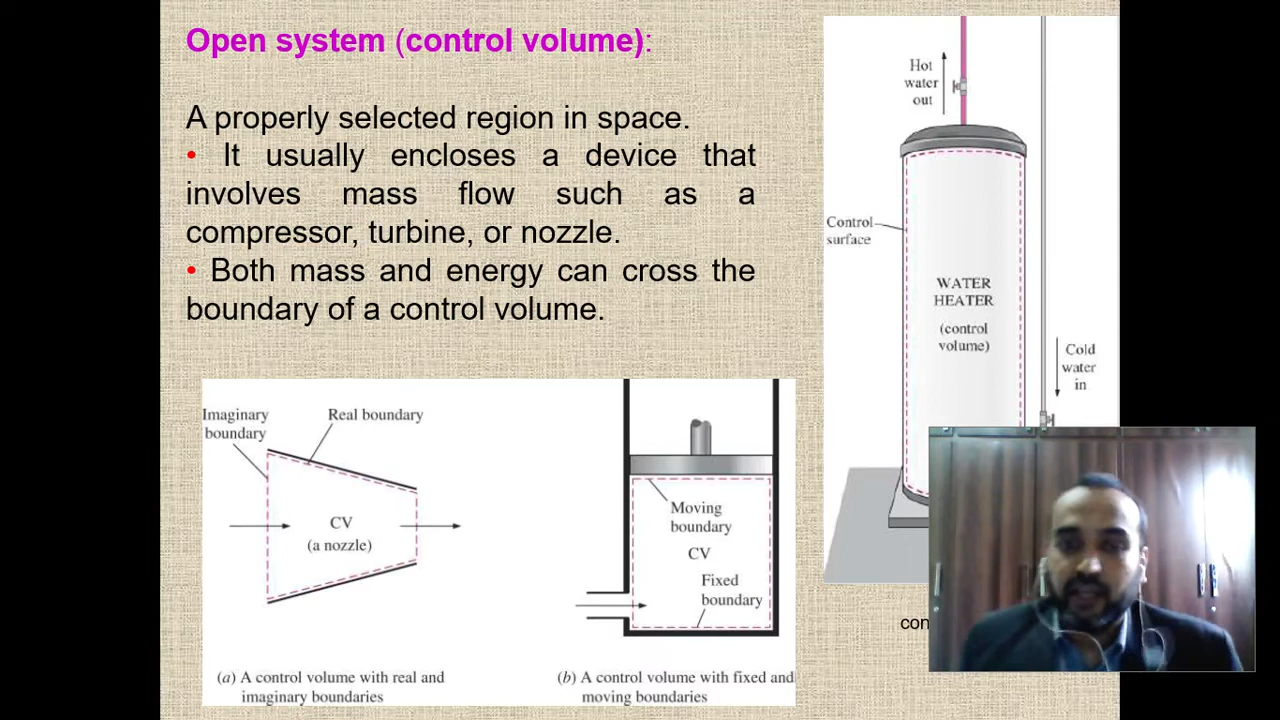 Open system (control volume):
A properly selected region in space.
• It usually encloses a device that
involves mass flow such as a
compressor, turbine, or nozzle.
• Both mass and energy can cross the
boundary of a control volume.
Hot
water
out
Control
surface
WATER
HEATER
(control
volume)
Cold
water
in
Imaginary
boundary
Real boundary
CV
(a nozzle)
(a) A control volume with real and
imaginary boundaries
Moving
boundary
CV
Fixed
boundary
(b) A control volume with fixed and
moving boundaries